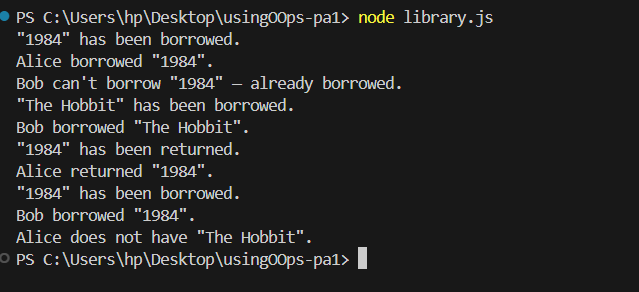 PS C:\Users\hp\Desktop\usingOOps-pa1> node library.js
"1984" has been borrowed.
Alice borrowed "1984".
Bob can't borrow "1984" — already borrowed.
"The Hobbit" has been borrowed.
Bob borrowed "The Hobbit".
"1984" has been returned.
Alice returned "1984".
"1984" has been borrowed.
Bob borrowed "1984".
Alice does not have "The Hobbit".
PS C:\Users\hp\Desktop\usingOOps-pa1>